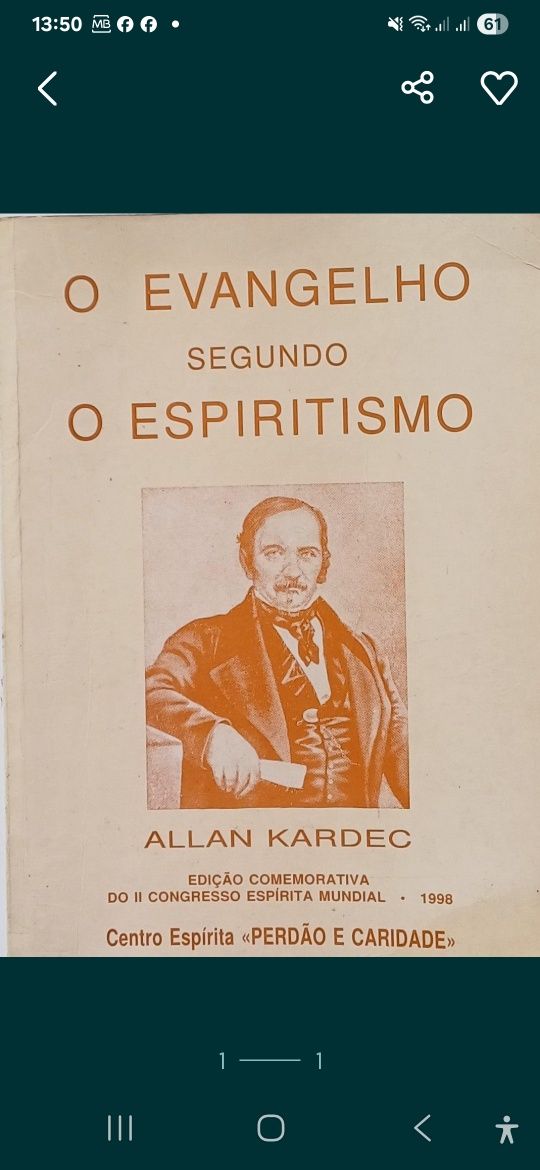 13:50 MB 61
O EVANGELHO
SEGUNDO
O ESPIRITISMO
ALLAN KARDEC
EDIÇÃO COMEMORATIVA
DO II CONGRESSO ESPÍRITA MUNDIAL • 1998
Centro Espírita «PERDÃO E CARIDADE»
1 1